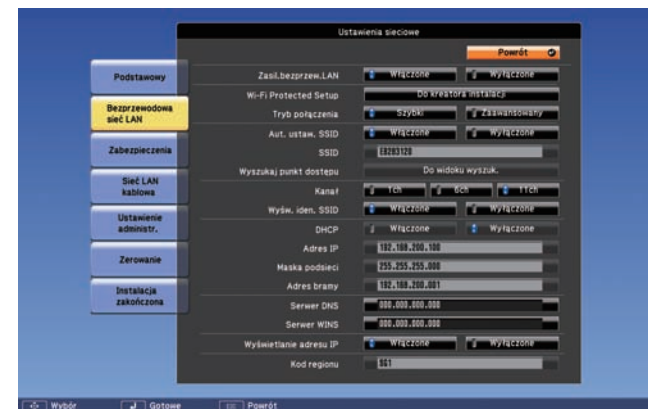 Ustawienia sieciowe
Powrót
Podstawowy
Bezprzewodowa
sieć LAN
Zabezpieczenia
Sieć LAN
kablowa
Ustawienie
administr.
Zerowanie
Instalacja
zakończona
Zasil.bezprzew.LAN Włączone Wyłączone
Wi-Fi Protected Setup Do kreatora instalacji
Tryb połączenia Szybki Zaawansowany
Aut. ustaw. SSID Włączone Wyłączone
SSID EB2B3120
Wyszukaj punkt dostępu Do widoku wyszuk.
Kanał 1ch 6ch 11ch
Wyśw. iden. SSID Włączone Wyłączone
DHCP Włączone Wyłączone
Adres IP 192.168.200.100
Maska podsieci 255.255.255.000
Adres bramy 192.168.200.001
Serwer DNS 000.000.000.000
Serwer WINS 000.000.000.000
Wyświetlanie adresu IP Włączone Wyłączone
Kod regionu SG1
Wybór Gotowe Powrót